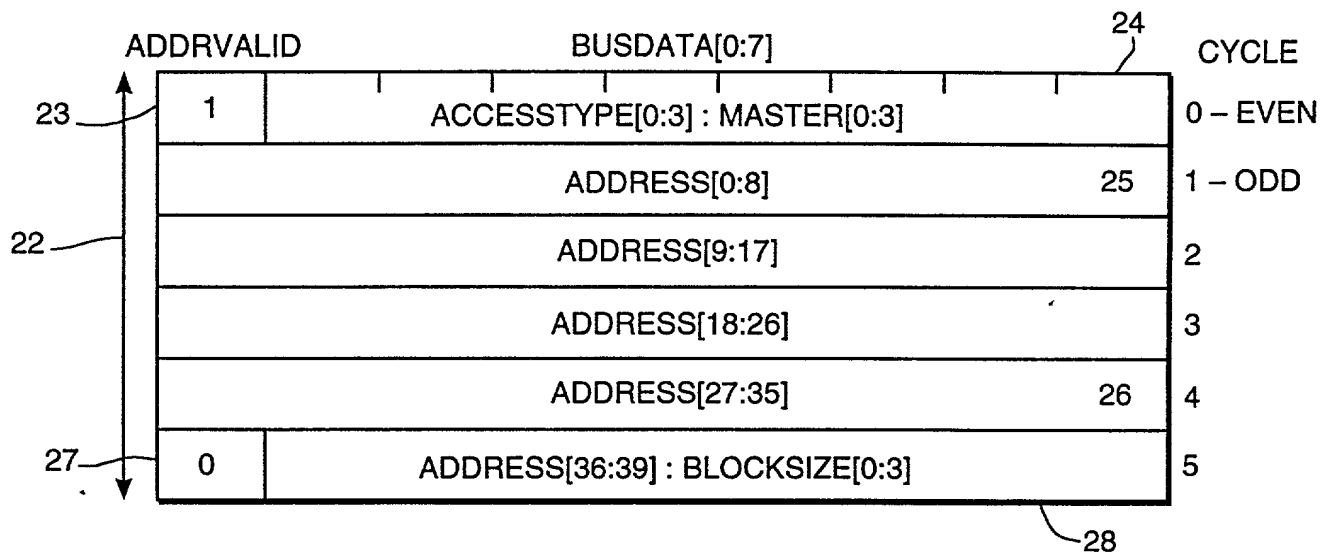 24
ADDRVALID BUSDATA[0:7] CYCLE
23 1 ACCESSTYPE[0:3] : MASTER[0:3] 0 – EVEN
ADDRESS[0:8] 25 1 – ODD
22 ADDRESS[9:17] 2
ADDRESS[18:26] 3
ADDRESS[27:35] 26 4
27 0 ADDRESS[36:39] : BLOCKSIZE[0:3] 5
28